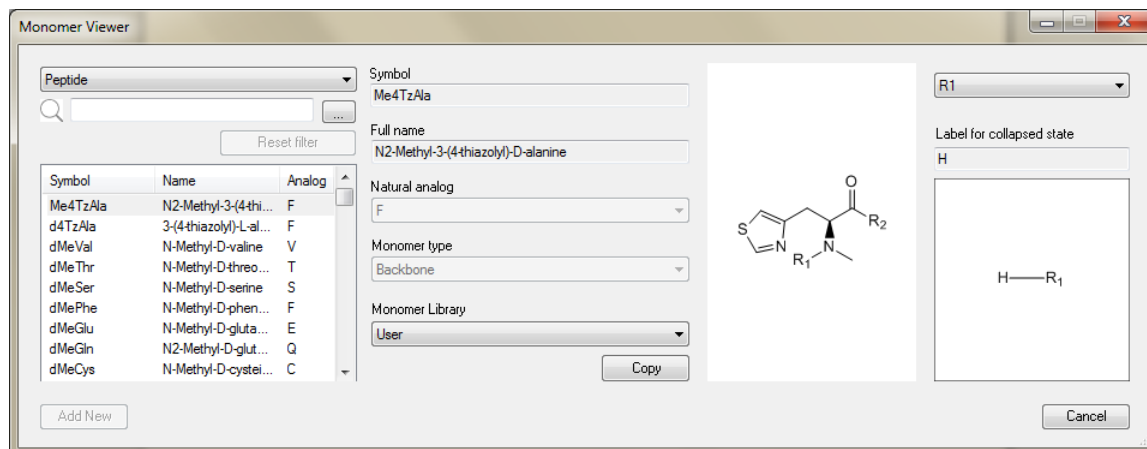 Monomer Viewer
Peptide
...
Reset filter
Symbol Name Analog
Me4TzAla N2-Methyl-3-(4-thi... F
d4TzAla 3-(4-thiazolyl)-L-al... F
dMeVal N-Methyl-D-valine V
dMeThr N-Methyl-D-threo... T
dMeSer N-Methyl-D-serine S
dMePhe N-Methyl-D-phen... F
dMeGlu N-Methyl-D-gluta... E
dMeGln N2-Methyl-D-glut... Q
dMeCys N-Methyl-D-cystei... C
Add New
Symbol
Me4TzAla
Full name
N2-Methyl-3-(4-thiazolyl)-D-alanine
Natural analog
F
Monomer type
Backbone
Monomer Library
User
Copy
O
R2
S
N
N
R1
R1
Label for collapsed state
H
H R1
Cancel